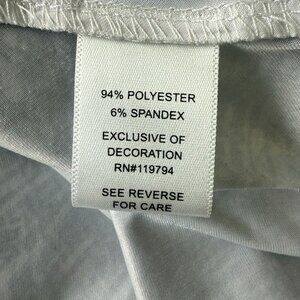 94% POLYESTER
6% SPANDEX
EXCLUSIVE OF
DECORATION
RN#119794
SEE REVERSE
FOR CARE